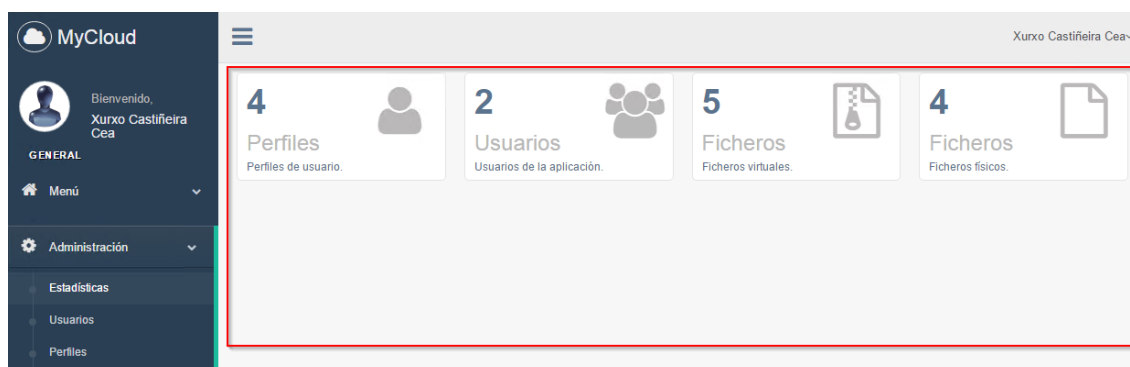 MyCloud
Xurxo Castiñeira Cea
Bienvenido,
Xurxo Castiñeira
Cea
GENERAL
Menú
Administración
Estadísticas
Usuarios
Perfiles
4
Perfiles
Perfiles de usuario.
2
Usuarios
Usuarios de la aplicación.
5
Ficheros
Ficheros virtuales.
4
Ficheros
Ficheros físicos.